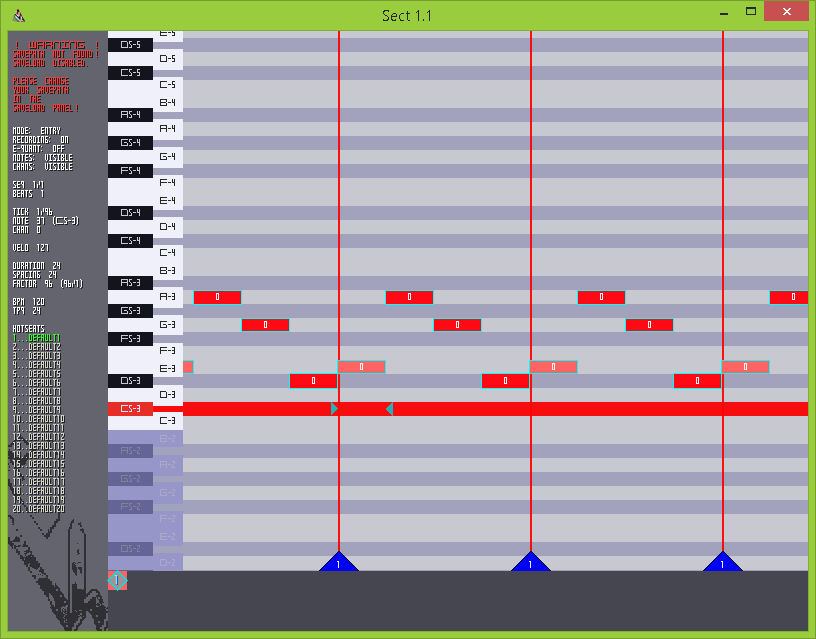 Sect 1.1
! WARNING !
SAVEPATH NOT FOUND!
SAVELOAD DISABLED.
PLEASE CHANGE
YOUR SAVEPATH
IN THE
SAVELOAD PANEL!
MODE: ENTRY
RECORDING: ON
E-QUANT: OFF
NOTES: VISIBLE
CHANS: VISIBLE
SEQ 1/1
BEATS 1
TICK 1/96
NOTE 37 (CS-3)
CHAN 0
VELO 127
DURATION 24
SPACING 24
FACTOR 96 (96/1)
BPM 120
TPQ 24
HOTSEATS
1...DEFAULT1
2...DEFAULT2
3...DEFAULT3
4...DEFAULT4
5...DEFAULT5
6...DEFAULT6
7...DEFAULT7
8...DEFAULT8
9...DEFAULT9
10..DEFAULT10
11..DEFAULT11
12..DEFAULT12
13..DEFAULT13
14..DEFAULT14
15..DEFAULT15
16..DEFAULT16
17..DEFAULT17
18..DEFAULT18
19..DEFAULT19
20..DEFAULT20
E-5
DS-5
D-5
CS-5
C-5
B-4
AS-4
A-4
GS-4
G-4
FS-4
F-4
E-4
DS-4
D-4
CS-4
C-4
B-3
AS-3
A-3
GS-3
G-3
FS-3
F-3
E-3
DS-3
D-3
CS-3
C-3
B-2
AS-2
A-2
GS-2
G-2
FS-2
F-2
E-2
DS-2
D-2
0 0 0 0
0 0 0
0 0 0
0 0 0
1 1 1
1